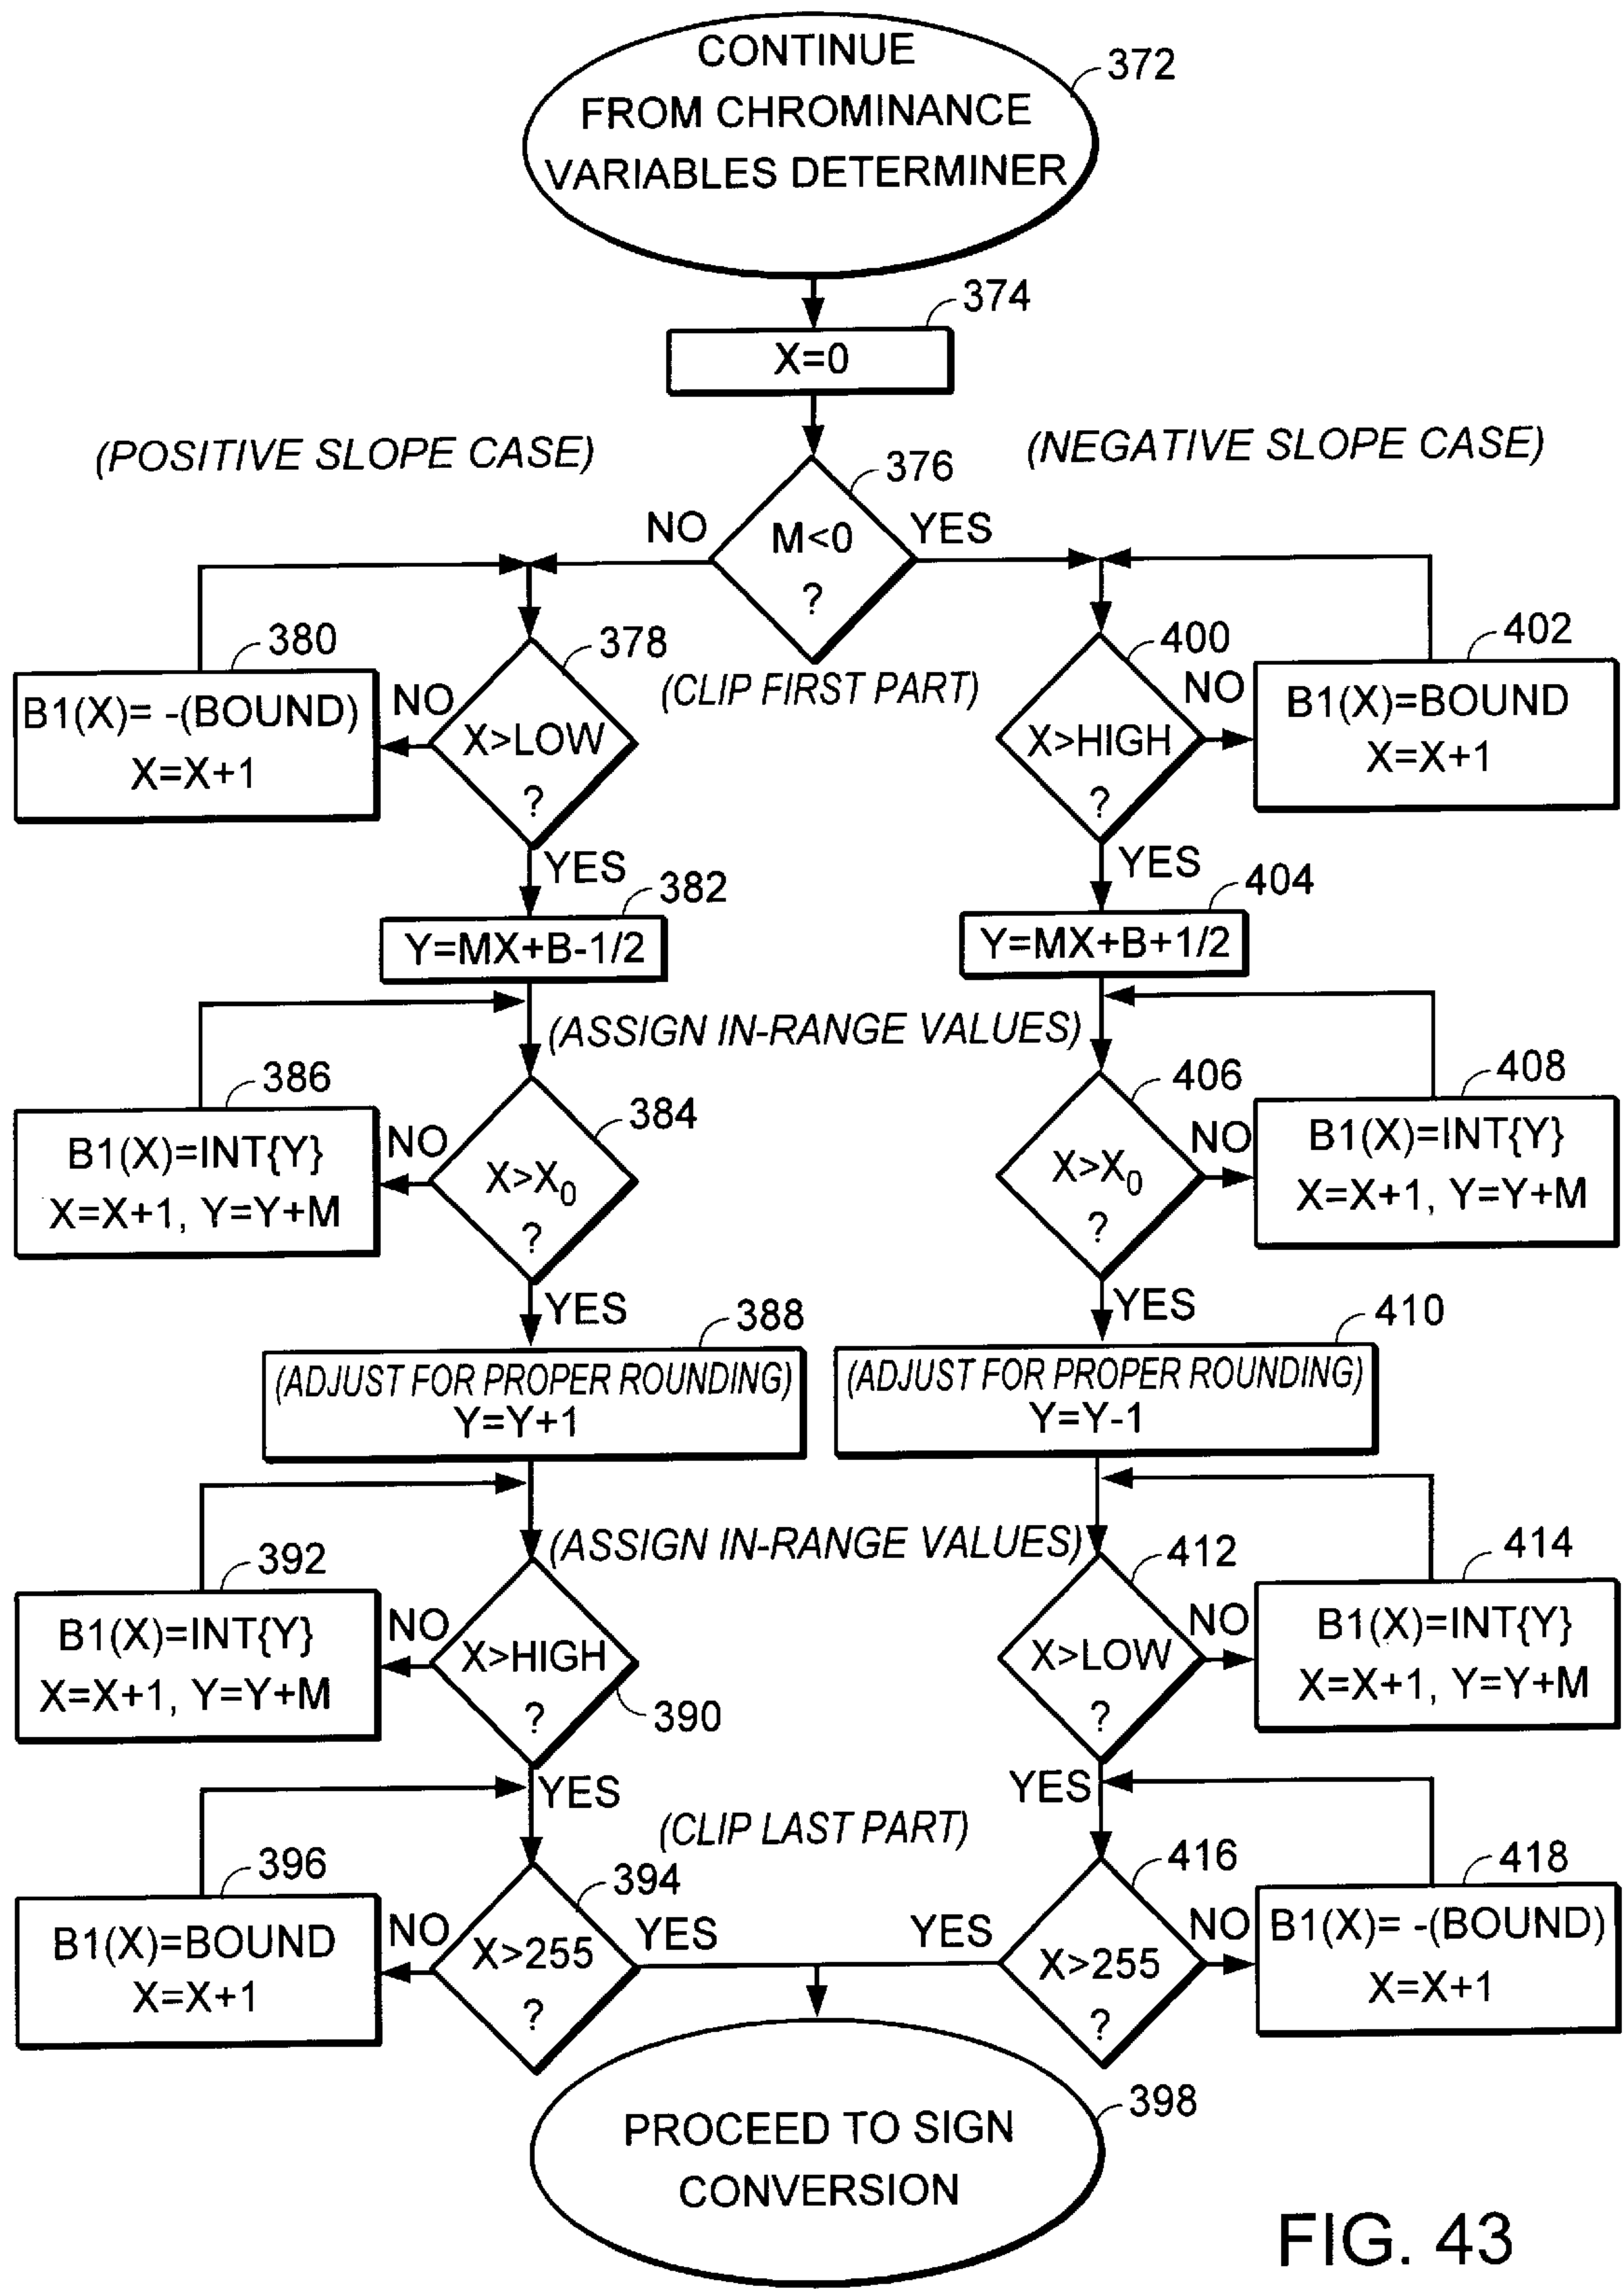 CONTINUE
FROM CHROMINANCE
VARIABLES DETERMINER
372
374
X=0
(POSITIVE SLOPE CASE)
(NEGATIVE SLOPE CASE)
376
NO
M<0
?
YES
380
378
(CLIP FIRST PART)
400
402
B1(X)= -(BOUND)
X=X+1
NO
X>LOW
?
X>HIGH
?
NO
B1(X)=BOUND
X=X+1
YES
YES
382
404
Y=MX+B-1/2
Y=MX+B+1/2
(ASSIGN IN-RANGE VALUES)
386
384
406
408
B1(X)=INT{Y}
X=X+1, Y=Y+M
NO
X>X₀
?
X>X₀
?
NO
B1(X)=INT{Y}
X=X+1, Y=Y+M
YES
YES
388
410
(ADJUST FOR PROPER ROUNDING)
Y=Y+1
(ADJUST FOR PROPER ROUNDING)
Y=Y-1
(ASSIGN IN-RANGE VALUES)
392
412
414
B1(X)=INT{Y}
X=X+1, Y=Y+M
NO
X>HIGH
?
390
X>LOW
?
NO
B1(X)=INT{Y}
X=X+1, Y=Y+M
YES
YES
(CLIP LAST PART)
396
394
416
418
B1(X)=BOUND
X=X+1
NO
X>255
?
YES
YES
X>255
?
NO
B1(X)= -(BOUND)
X=X+1
398
PROCEED TO SIGN
CONVERSION
FIG. 43